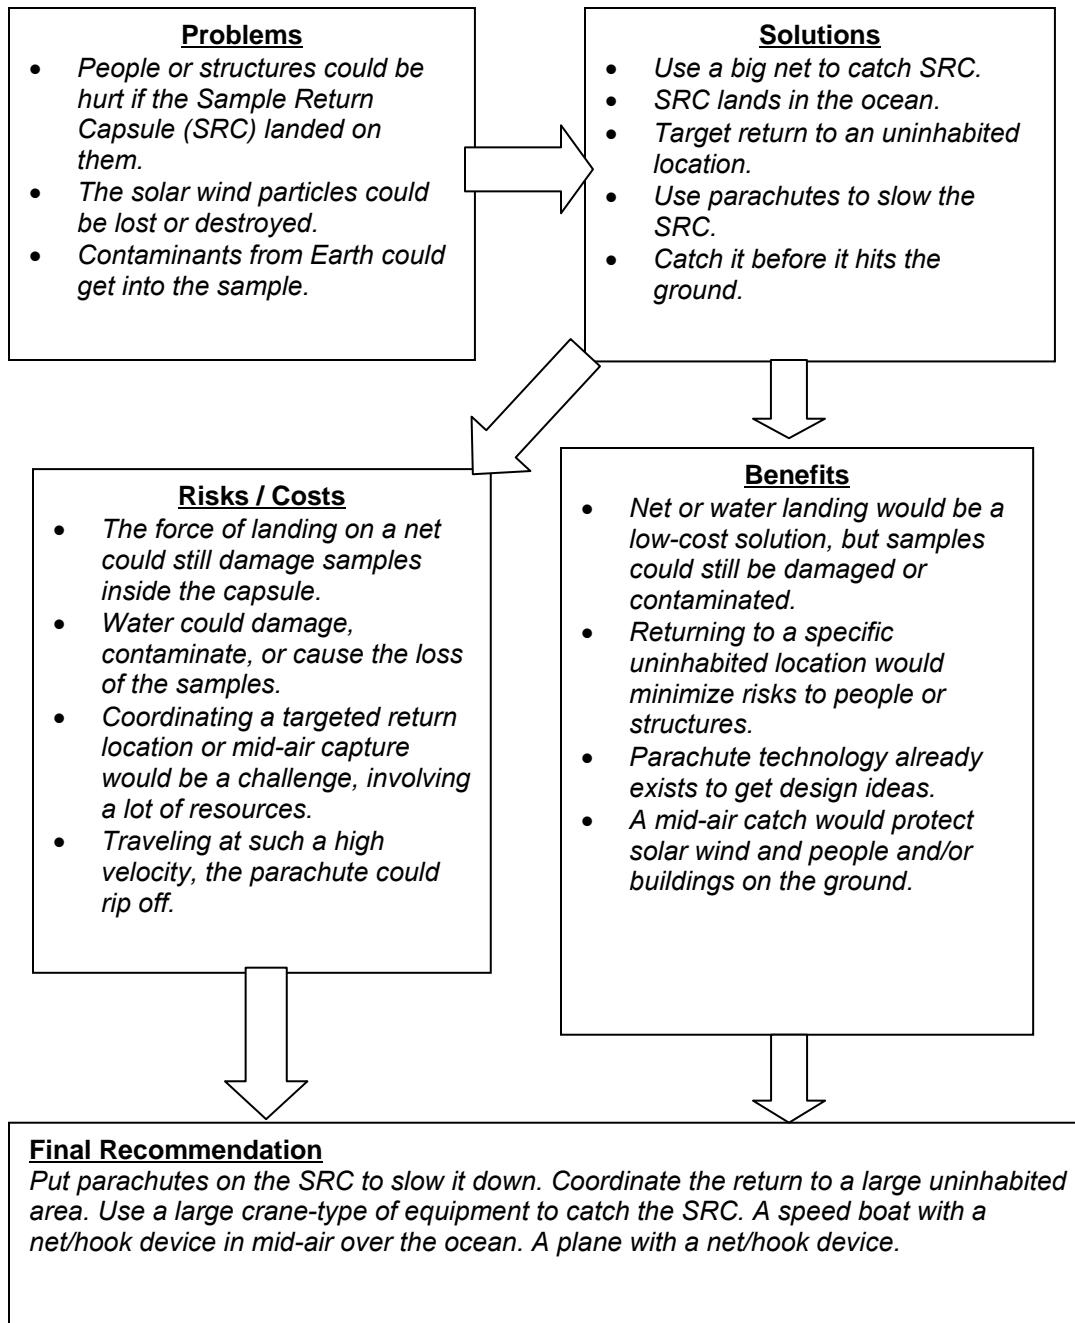 Problems
• People or structures could be
hurt if the Sample Return
Capsule (SRC) landed on
them.
• The solar wind particles could
be lost or destroyed.
• Contaminants from Earth could
get into the sample.
Solutions
• Use a big net to catch SRC.
• SRC lands in the ocean.
• Target return to an uninhabited
location.
• Use parachutes to slow the
SRC.
• Catch it before it hits the
ground.
Risks / Costs
• The force of landing on a net
could still damage samples
inside the capsule.
• Water could damage,
contaminate, or cause the loss
of the samples.
• Coordinating a targeted return
location or mid-air capture
would be a challenge, involving
a lot of resources.
• Traveling at such a high
velocity, the parachute could
rip off.
Benefits
• Net or water landing would be a
low-cost solution, but samples
could still be damaged or
contaminated.
• Returning to a specific
uninhabited location would
minimize risks to people or
structures.
• Parachute technology already
exists to get design ideas.
• A mid-air catch would protect
solar wind and people and/or
buildings on the ground.
Final Recommendation
Put parachutes on the SRC to slow it down. Coordinate the return to a large uninhabited
area. Use a large crane-type of equipment to catch the SRC. A speed boat with a
net/hook device in mid-air over the ocean. A plane with a net/hook device.